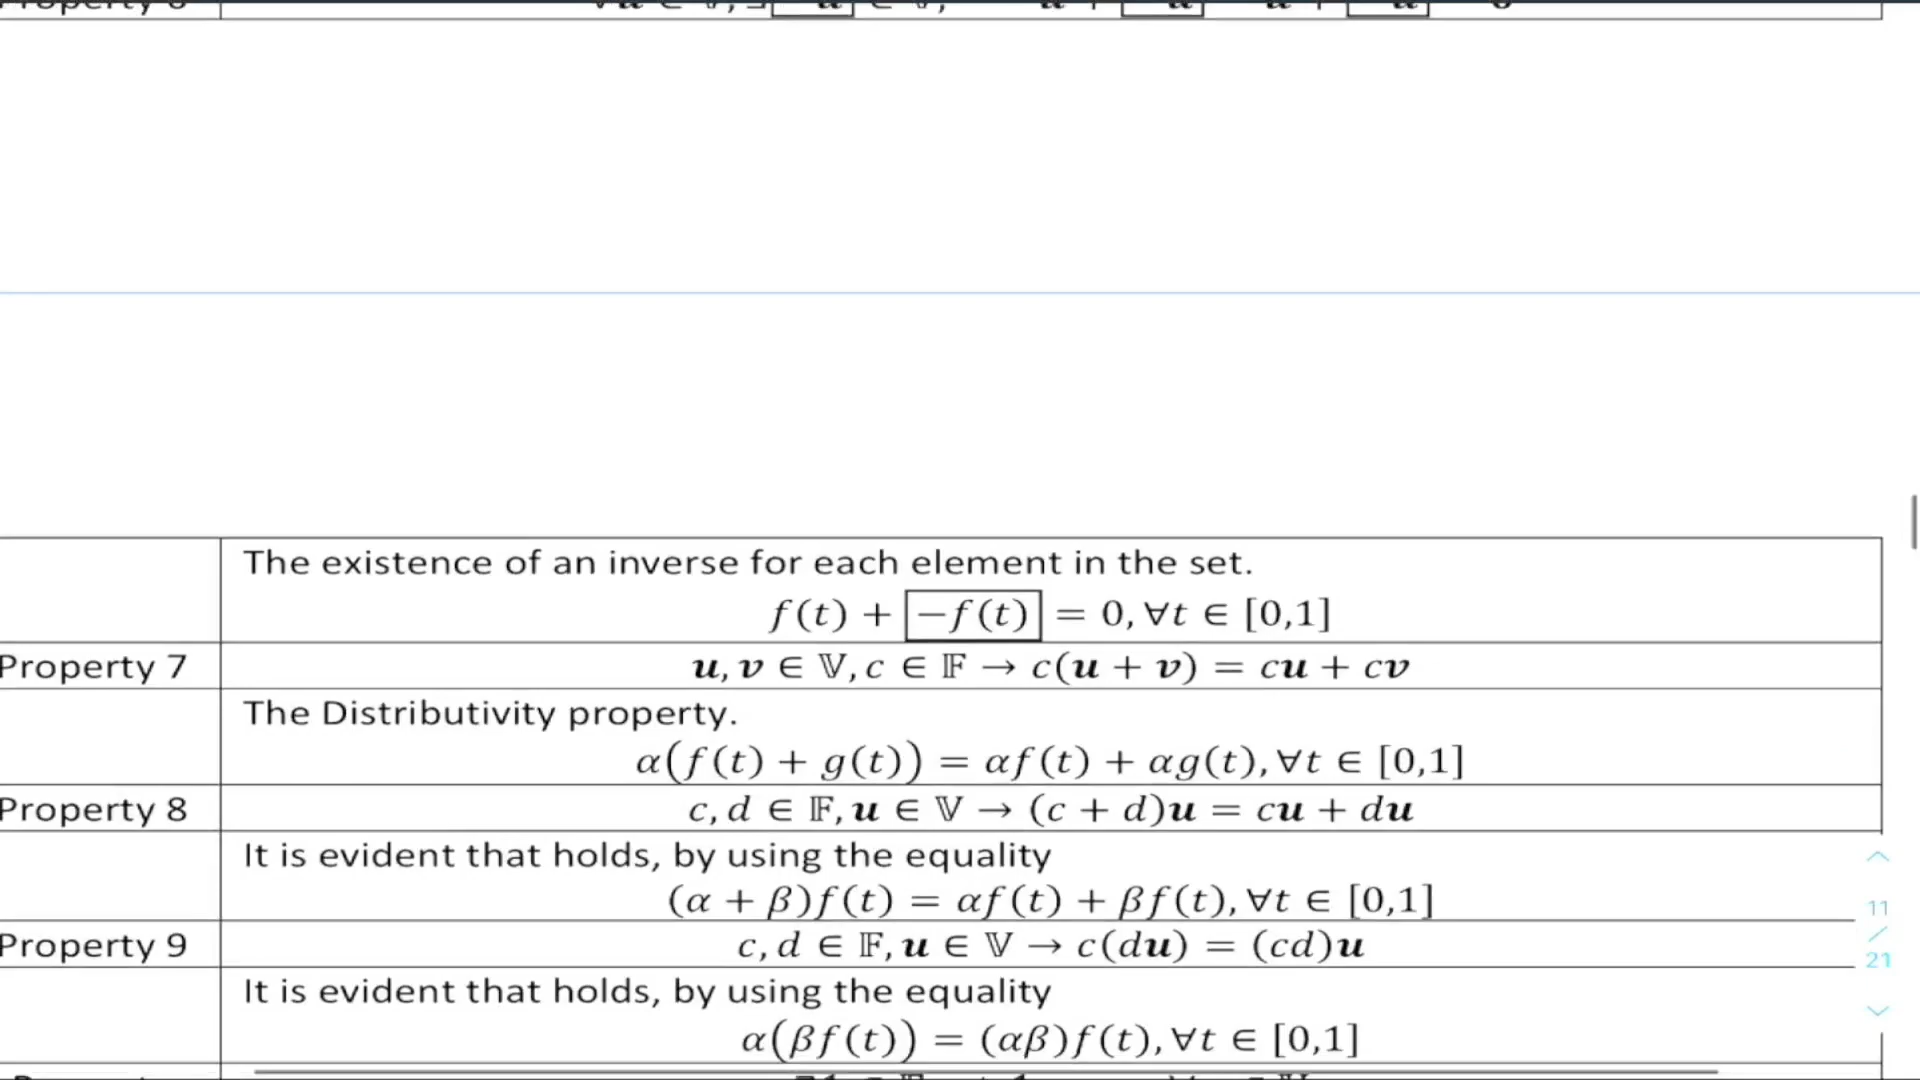 The existence of an inverse for each element in the set.
f(t) + −f(t) = 0, ∀t ∈ [0,1]
Property 7
u, v ∈ 𝕍, c ∈ 𝔽 → c(u + v) = cu + cv
The Distributivity property.
α(f(t) + g(t)) = αf(t) + αg(t), ∀t ∈ [0,1]
Property 8
c, d ∈ 𝔽, u ∈ 𝕍 → (c + d)u = cu + du
It is evident that holds, by using the equality
(α + β)f(t) = αf(t) + βf(t), ∀t ∈ [0,1]
Property 9
c, d ∈ 𝔽, u ∈ 𝕍 → c(du) = (cd)u
It is evident that holds, by using the equality
α(βf(t)) = (αβ)f(t), ∀t ∈ [0,1]
11
/
21